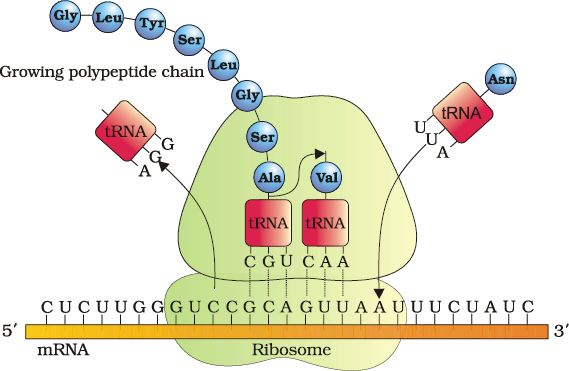 Gly Leu Tyr Ser Leu Gly Ser Ala
Growing polypeptide chain
Asn
tRNA
A G G
tRNA
U U A
Val
tRNA tRNA
C G U C A A
C U C U U G G G U C C G C A G U U A A U U U C U A U C
5′ 3′
mRNA Ribosome